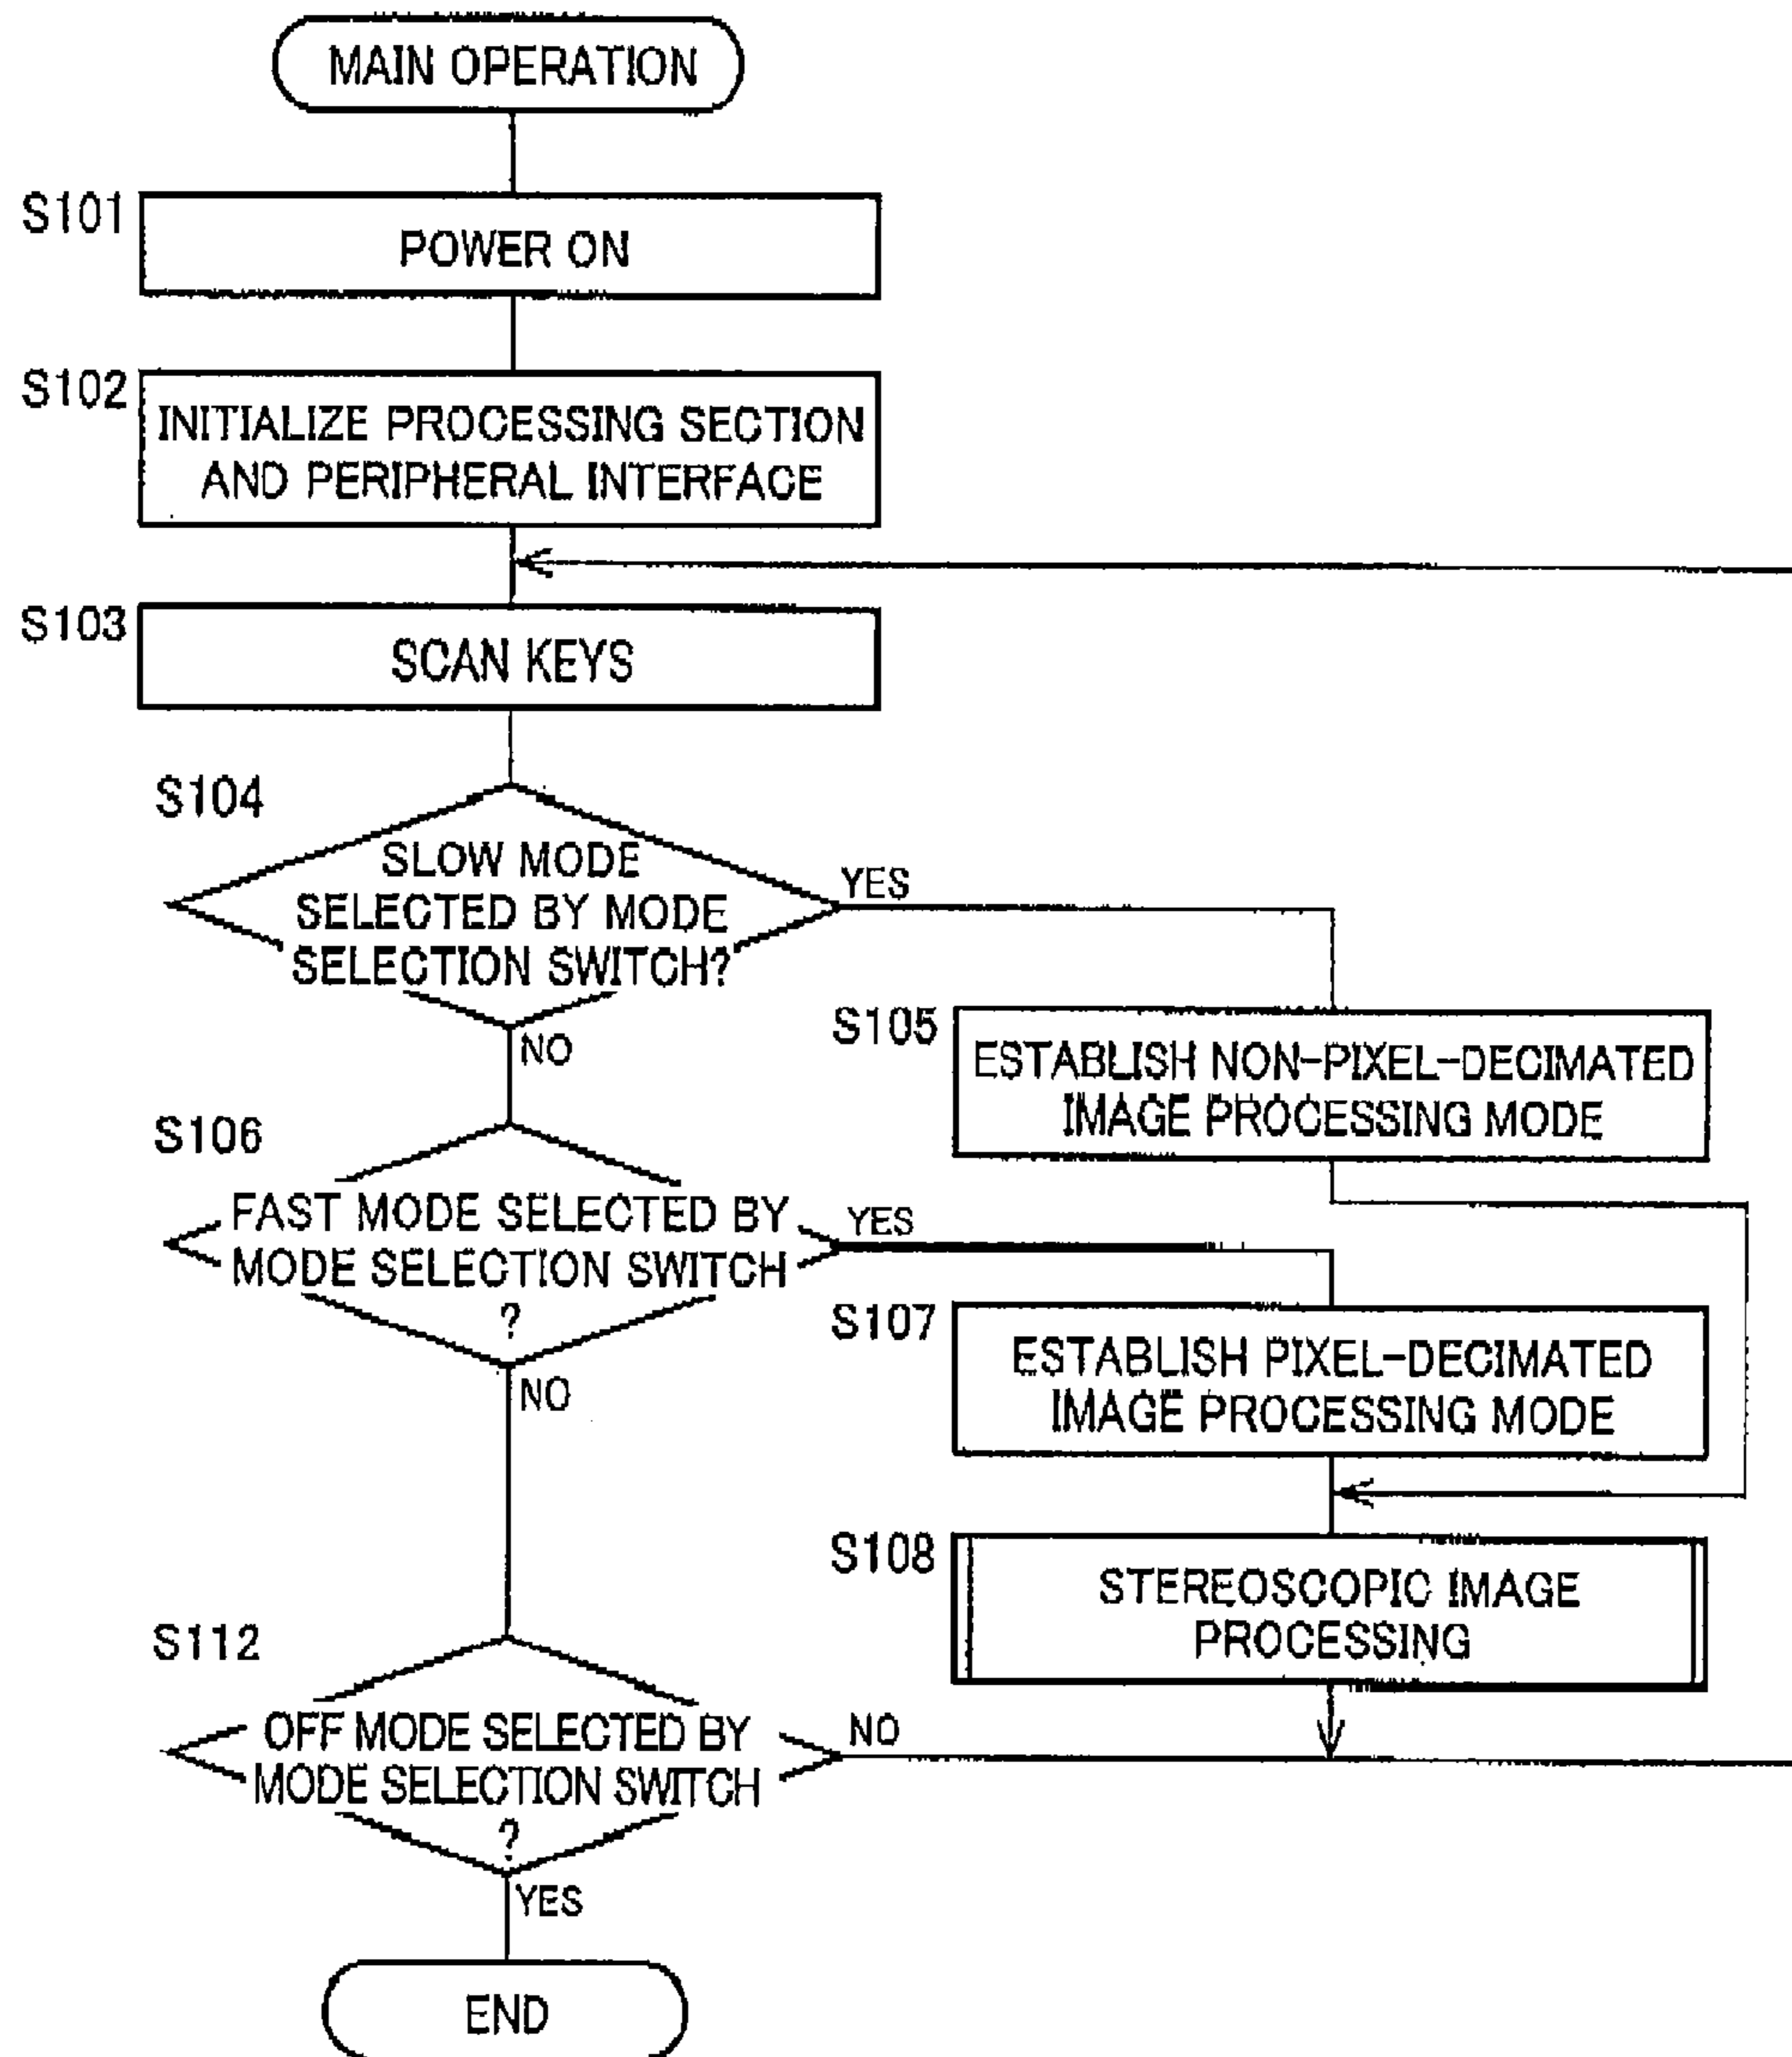 MAIN OPERATION
S101
POWER ON
S102
INITIALIZE PROCESSING SECTION
AND PERIPHERAL INTERFACE
S103
SCAN KEYS
S104
SLOW MODE
SELECTED BY MODE
SELECTION SWITCH?
YES
NO
S105
ESTABLISH NON-PIXEL-DECIMATED
IMAGE PROCESSING MODE
S106
FAST MODE SELECTED BY
MODE SELECTION SWITCH
?
YES
NO
S107
ESTABLISH PIXEL-DECIMATED
IMAGE PROCESSING MODE
S108
STEREOSCOPIC IMAGE
PROCESSING
S112
OFF MODE SELECTED BY
MODE SELECTION SWITCH
?
NO
YES
END